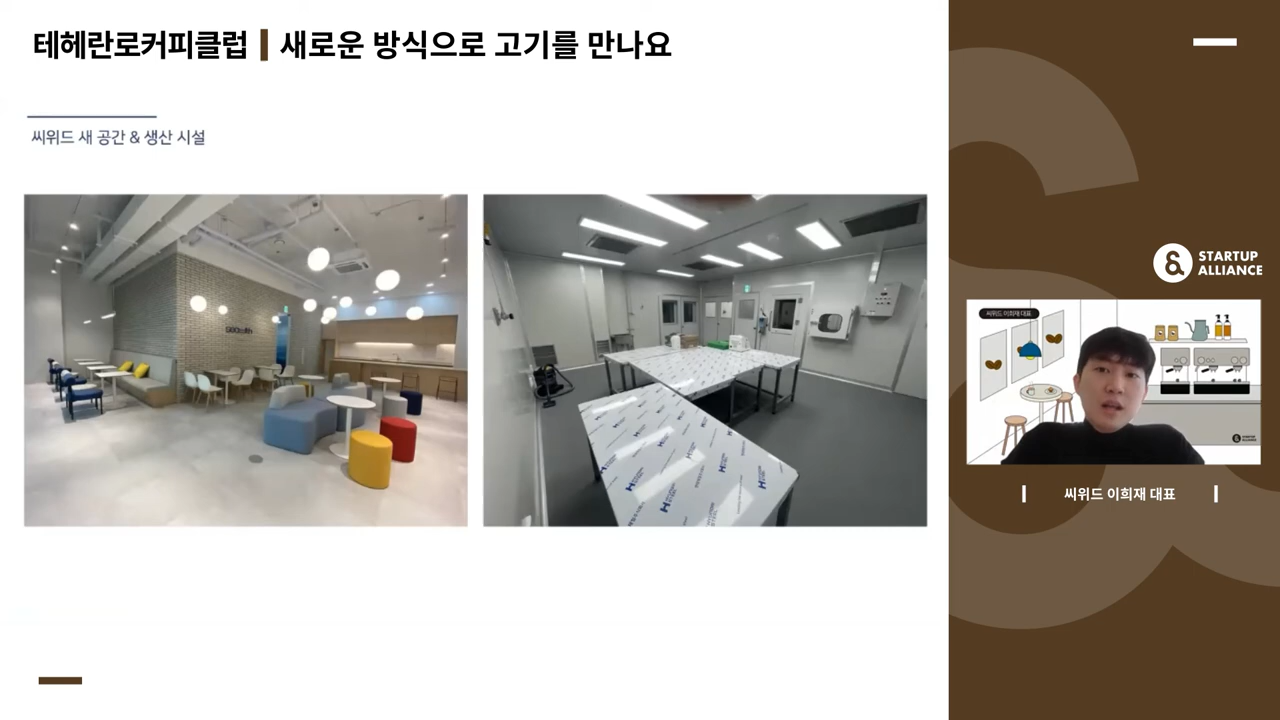 테헤란로커피클럽 | 새로운 방식으로 고기를 만나요
씨위드 새 공간 & 생산 시설
STARTUP
ALLIANCE
씨위드 이희재 대표
씨위드 이희재 대표